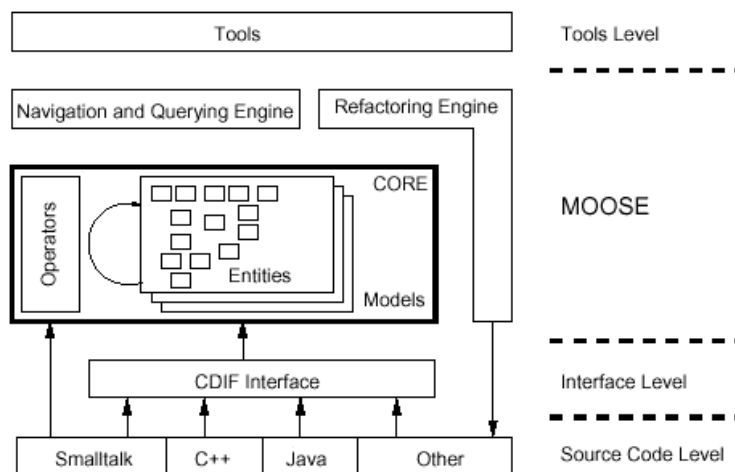 Tools
Tools Level
Navigation and Querying Engine
Refactoring Engine
CORE
Operators
Entities
Models
MOOSE
CDIF Interface
Interface Level
Smalltalk
C++
Java
Other
Source Code Level